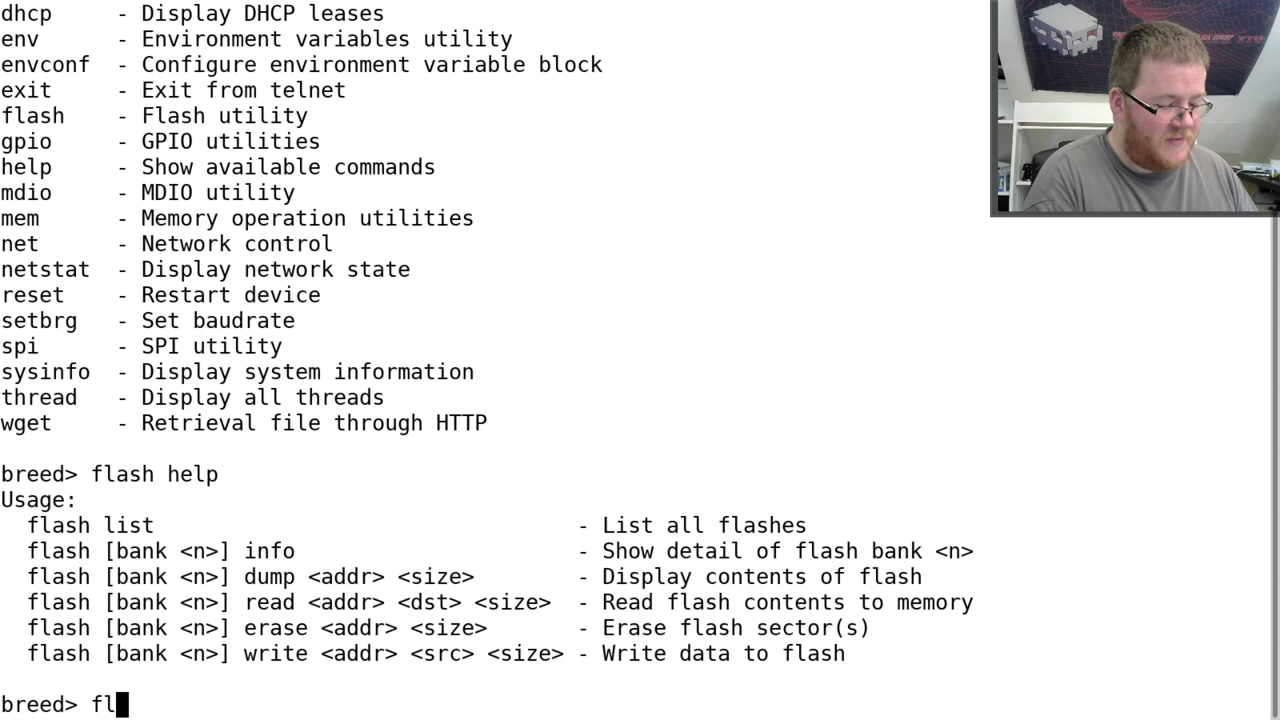 dhcp - Display DHCP leases
env - Environment variables utility
envconf - Configure environment variable block
exit - Exit from telnet
flash - Flash utility
gpio - GPIO utilities
help - Show available commands
mdio - MDIO utility
mem - Memory operation utilities
net - Network control
netstat - Display network state
reset - Restart device
setbrg - Set baudrate
spi - SPI utility
sysinfo - Display system information
thread - Display all threads
wget - Retrieval file through HTTP
breed> flash help
Usage:
flash list - List all flashes
flash [bank <n>] info - Show detail of flash bank <n>
flash [bank <n>] dump <addr> <size> - Display contents of flash
flash [bank <n>] read <addr> <dst> <size> - Read flash contents to memory
flash [bank <n>] erase <addr> <size> - Erase flash sector(s)
flash [bank <n>] write <addr> <src> <size> - Write data to flash
breed> fl